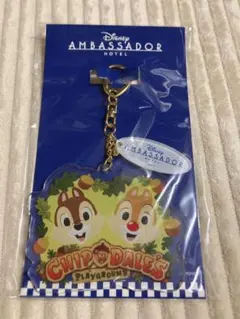 Disney
AMBASSADOR
HOTEL
Disney
AMBASSADOR
HOTEL
CHIP 'N DALE'S
PLAYGROUND